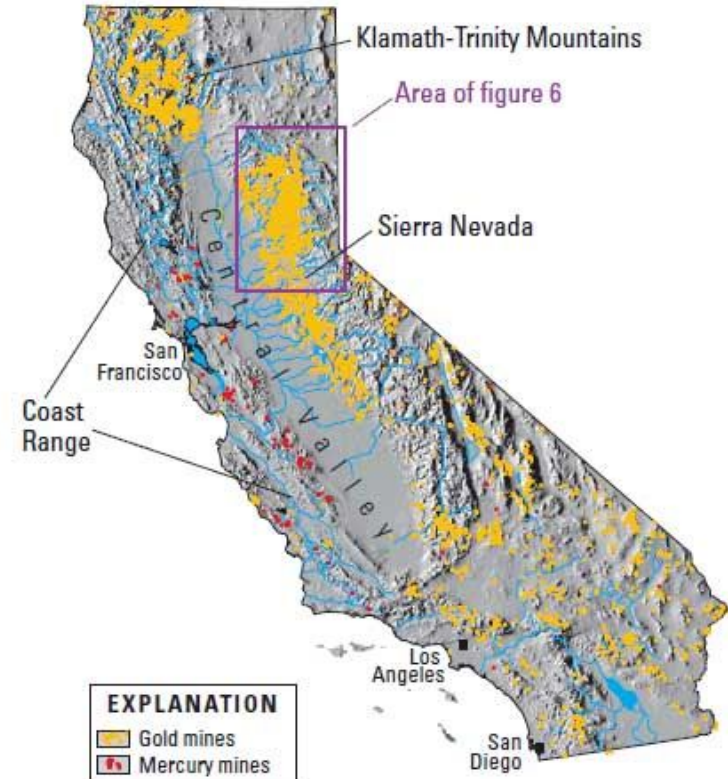 Klamath-Trinity Mountains
Area of figure 6
Sierra Nevada
Central Valley
San
Francisco
Coast
Range
Los
Angeles
San
Diego
EXPLANATION
Gold mines
Mercury mines